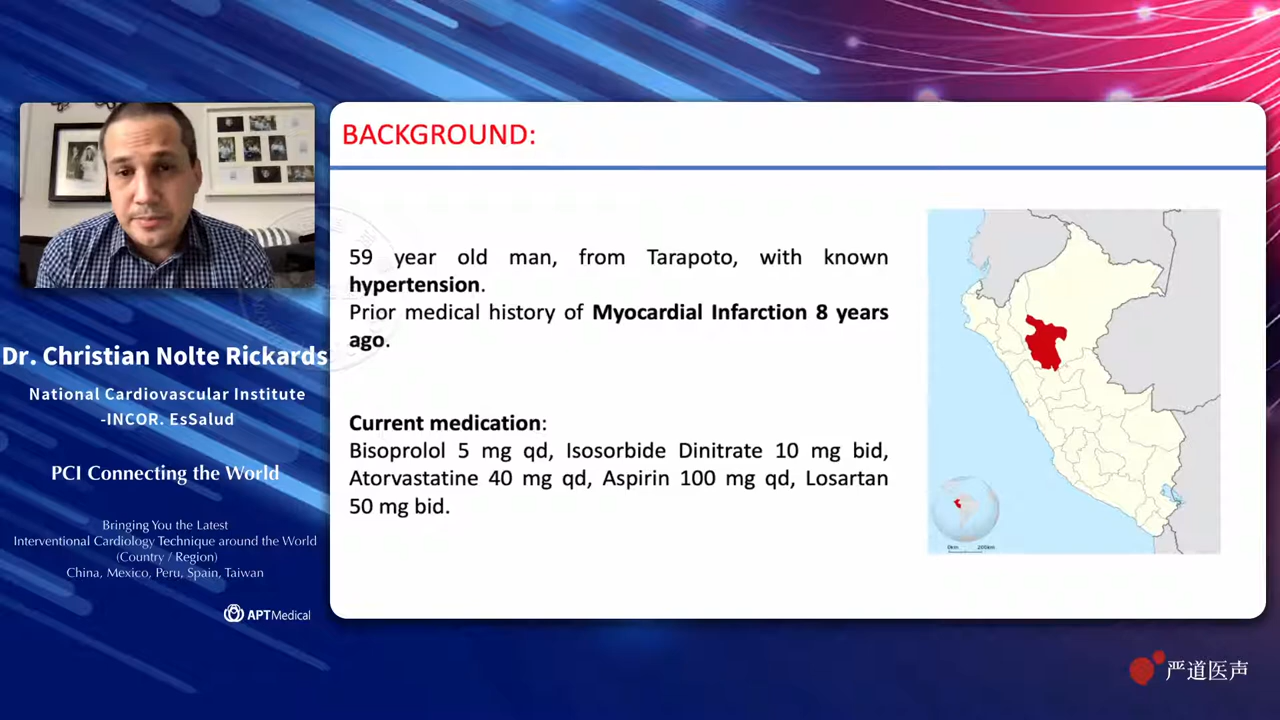 BACKGROUND:
59 year old man, from Tarapoto, with known
hypertension.
Prior medical history of Myocardial Infarction 8 years
ago.
Current medication:
Bisoprolol 5 mg qd, Isosorbide Dinitrate 10 mg bid,
Atorvastatine 40 mg qd, Aspirin 100 mg qd, Losartan
50 mg bid.
Dr. Christian Nolte Rickards
National Cardiovascular Institute
-INCOR. EsSalud
PCI Connecting the World
Bringing You the Latest
Interventional Cardiology Technique around the World
(Country / Region)
China, Mexico, Peru, Spain, Taiwan
APTMedical
0km 200km
严道医声